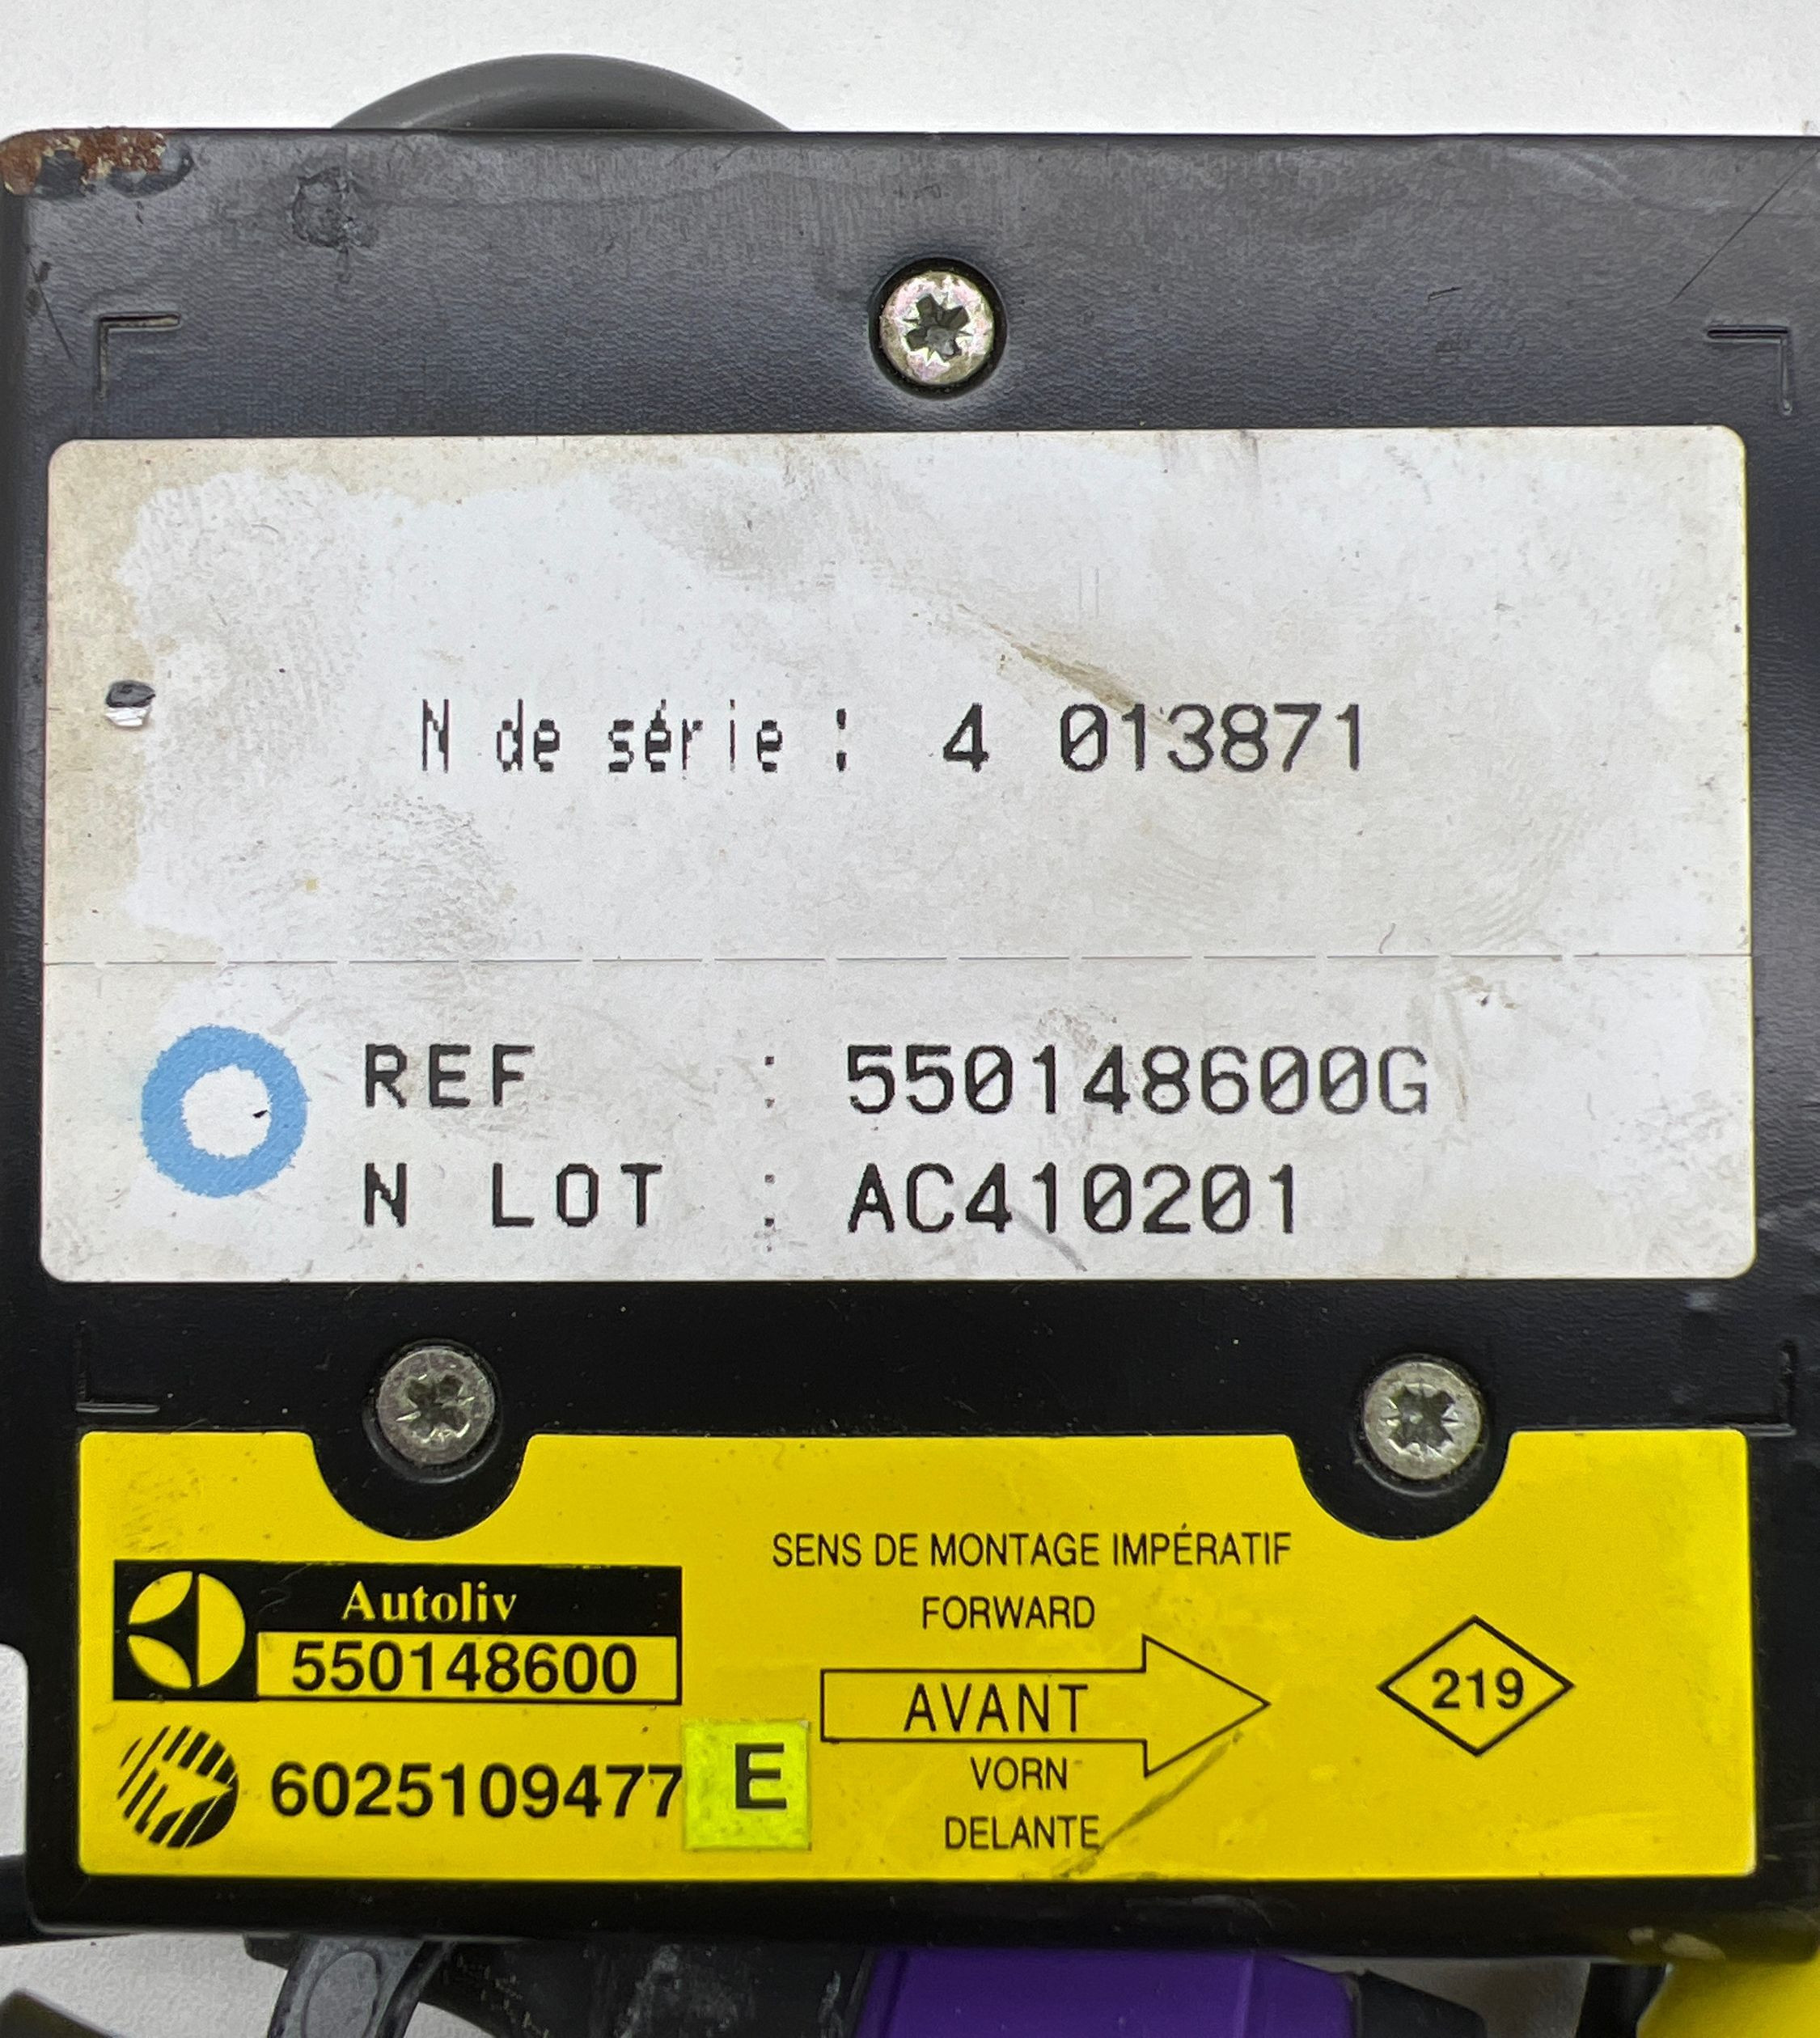 N de série : 4 013871
REF : 550148600G
N LOT : AC410201
Autoliv
550148600
6025109477 E
SENS DE MONTAGE IMPÉRATIF
FORWARD
AVANT
VORN
DELANTE
219